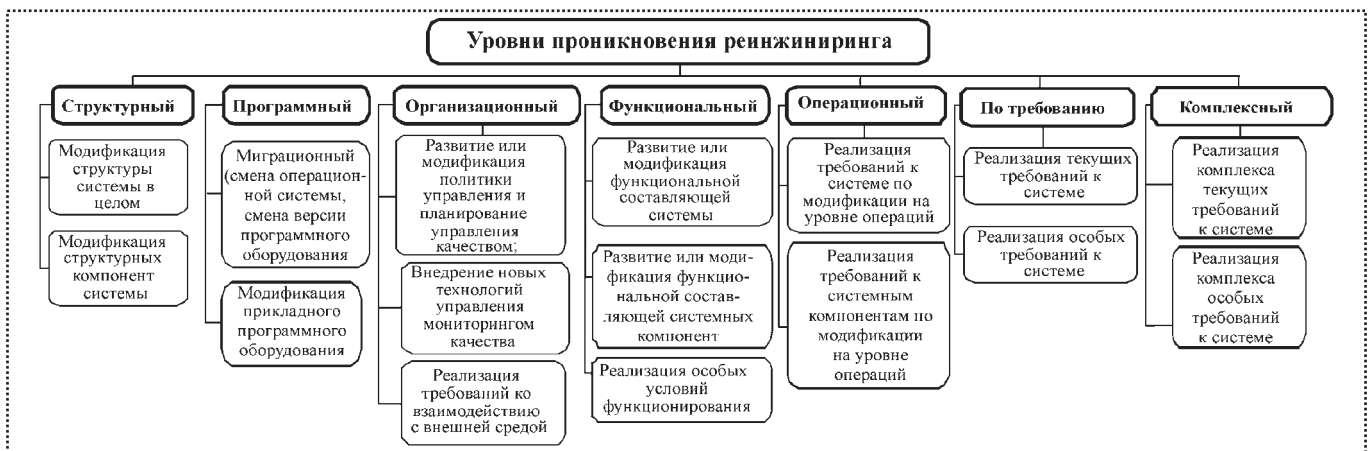 Уровни проникновения реинжиниринга
Структурный
Модификация
структуры
системы в
целом
Модификация
структурных
компонент
системы
Программный
Миграционный
(смена операцион-
ной системы,
смена версии
программного
оборудования
Модификация
прикладного
программного
оборудования
Организационный
Развитие или
модификация
политики
управления и
планирование
управления
качеством;
Внедрение новых
технологий
управления
мониторингом
качества
Реализация
требований ко
взаимодействию
с внешней средой
Функциональный
Развитие или
модификация
функциональной
составляющей
системы
Развитие или моди-
фикация функцио-
нальной состав-
ляющей системных
компонент
Реализация особых
условий
функционирования
Операционный
Реализация
требований к
системе по
модификации на
уровне операций
Реализация
требований к
системным
компонентам по
модификации
на уровне
операций
По требованию
Реализация текущих
требований к
системе
Реализация особых
требований к
системе
Комплексный
Реализация
комплекса
текущих
требований
к системе
Реализация
комплекса
особых
требований
к системе